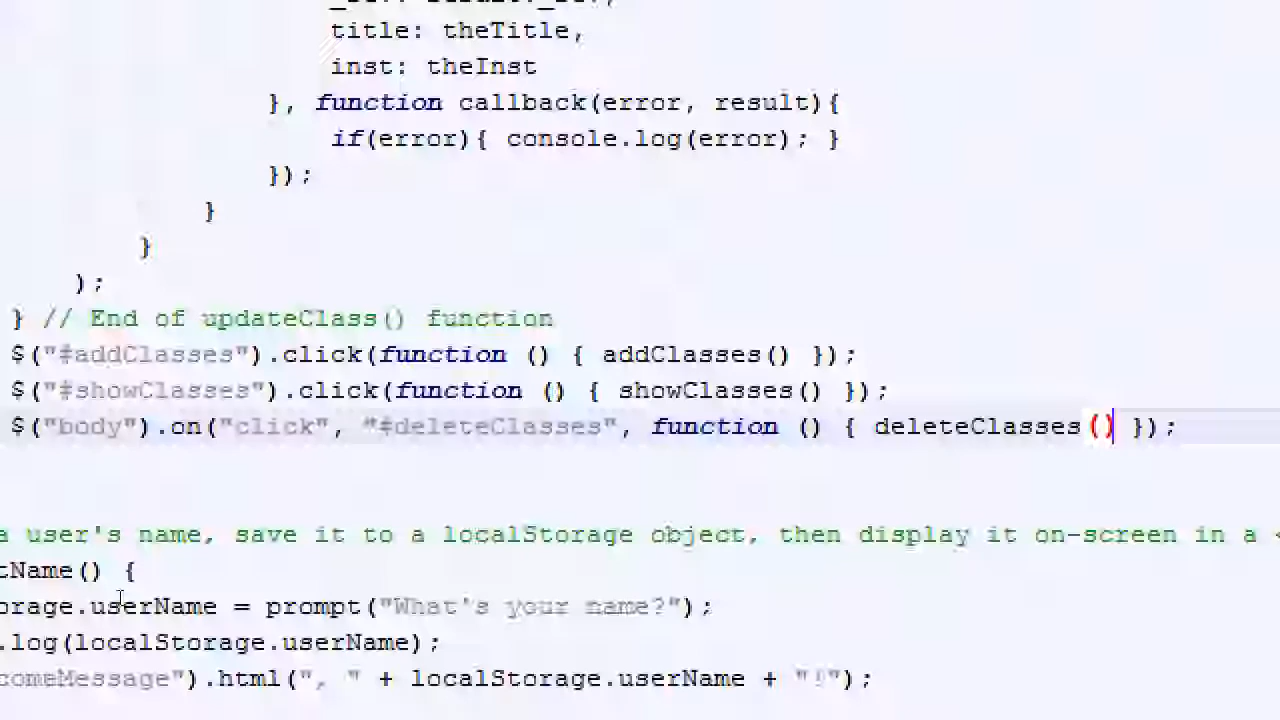 title: theTitle,
inst: theInst
}, function callback(error, result){
if(error){ console.log(error); }
});
}
}
);
} // End of updateClass() function
$("#addClasses").click(function () { addClasses() });
$("#showClasses").click(function () { showClasses() });
$("body").on("click", "#deleteClasses", function () { deleteClasses() });
a user's name, save it to a localStorage object, then display it on-screen in a <
tName() {
orage.userName = prompt("What's your name?");
.log(localStorage.userName);
comeMessage").html(", " + localStorage.userName + "!");